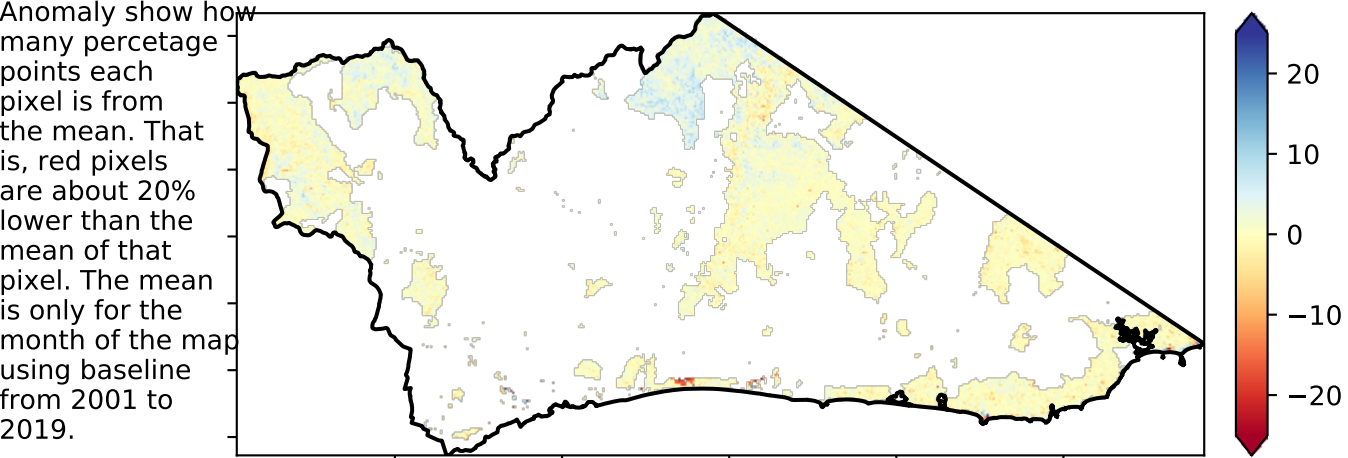 Anomaly show how
many percetage
points each
pixel is from
the mean. That
is, red pixels
are about 20%
lower than the
mean of that
pixel. The mean
is only for the
month of the map
using baseline
from 2001 to
2019.
20
10
0
−10
−20